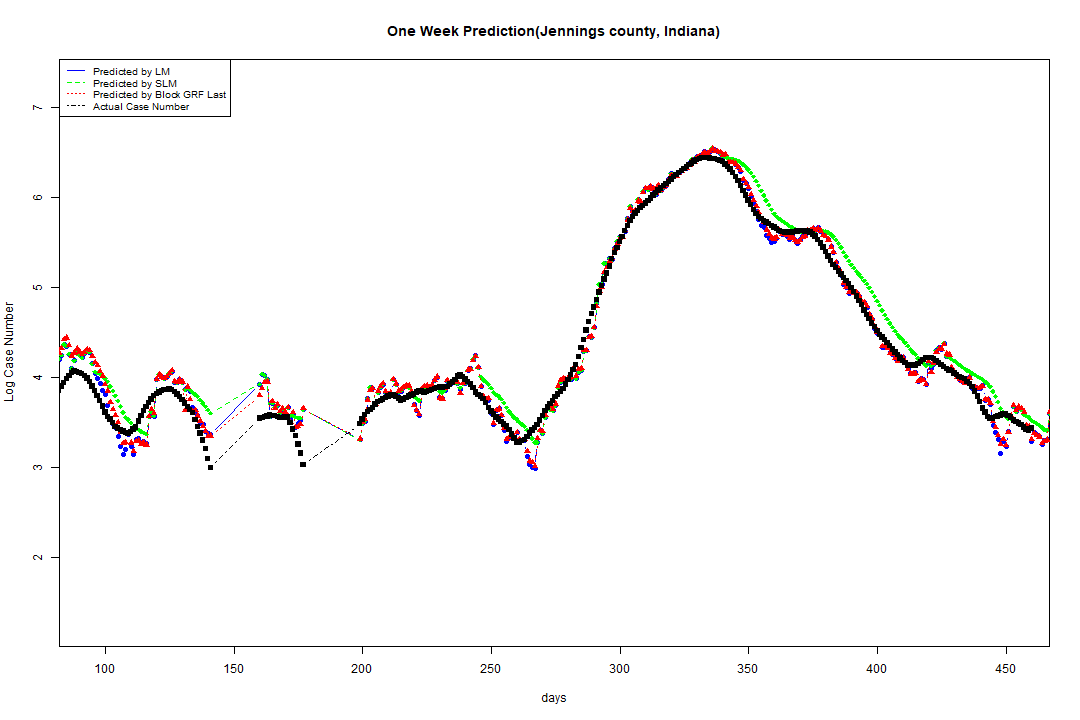 One Week Prediction(Jennings county, Indiana)
Predicted by LM
Predicted by SLM
Predicted by Block GRF Last
Actual Case Number
7
6
5
4
3
2
Log Case Number
100 150 200 250 300 350 400 450
days